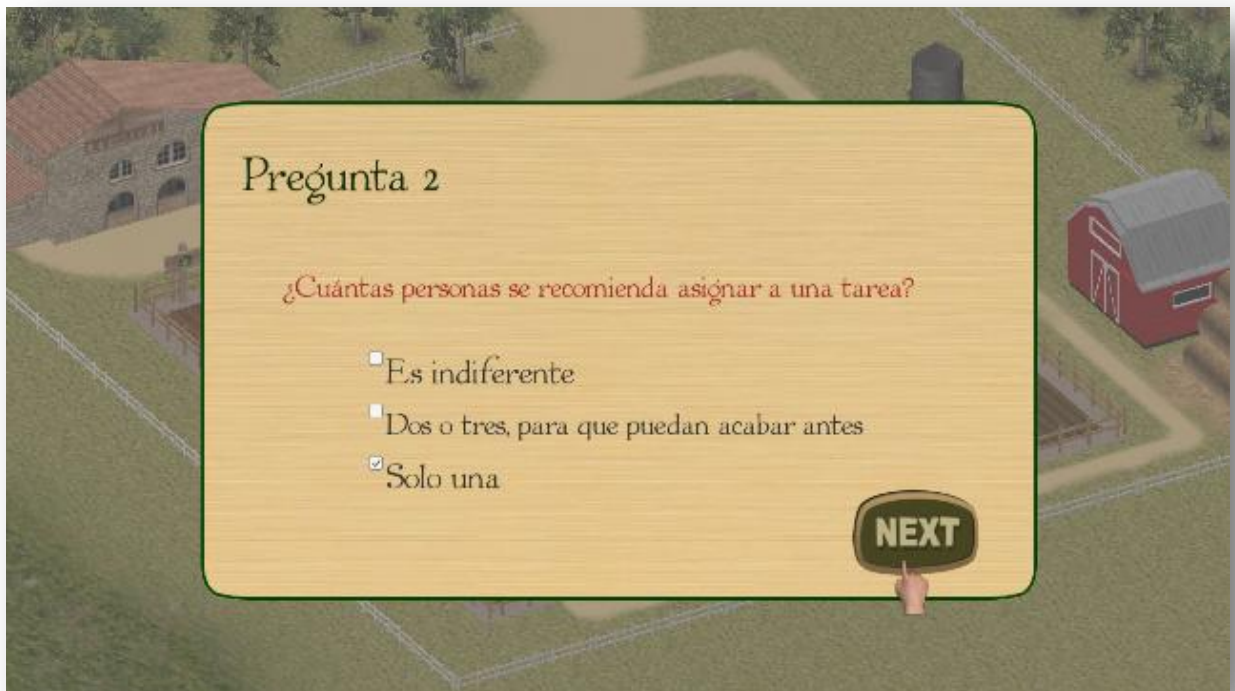 Pregunta 2
¿Cuántas personas se recomienda asignar a una tarea?
Es indiferente
Dos o tres, para que puedan acabar antes
Solo una
NEXT